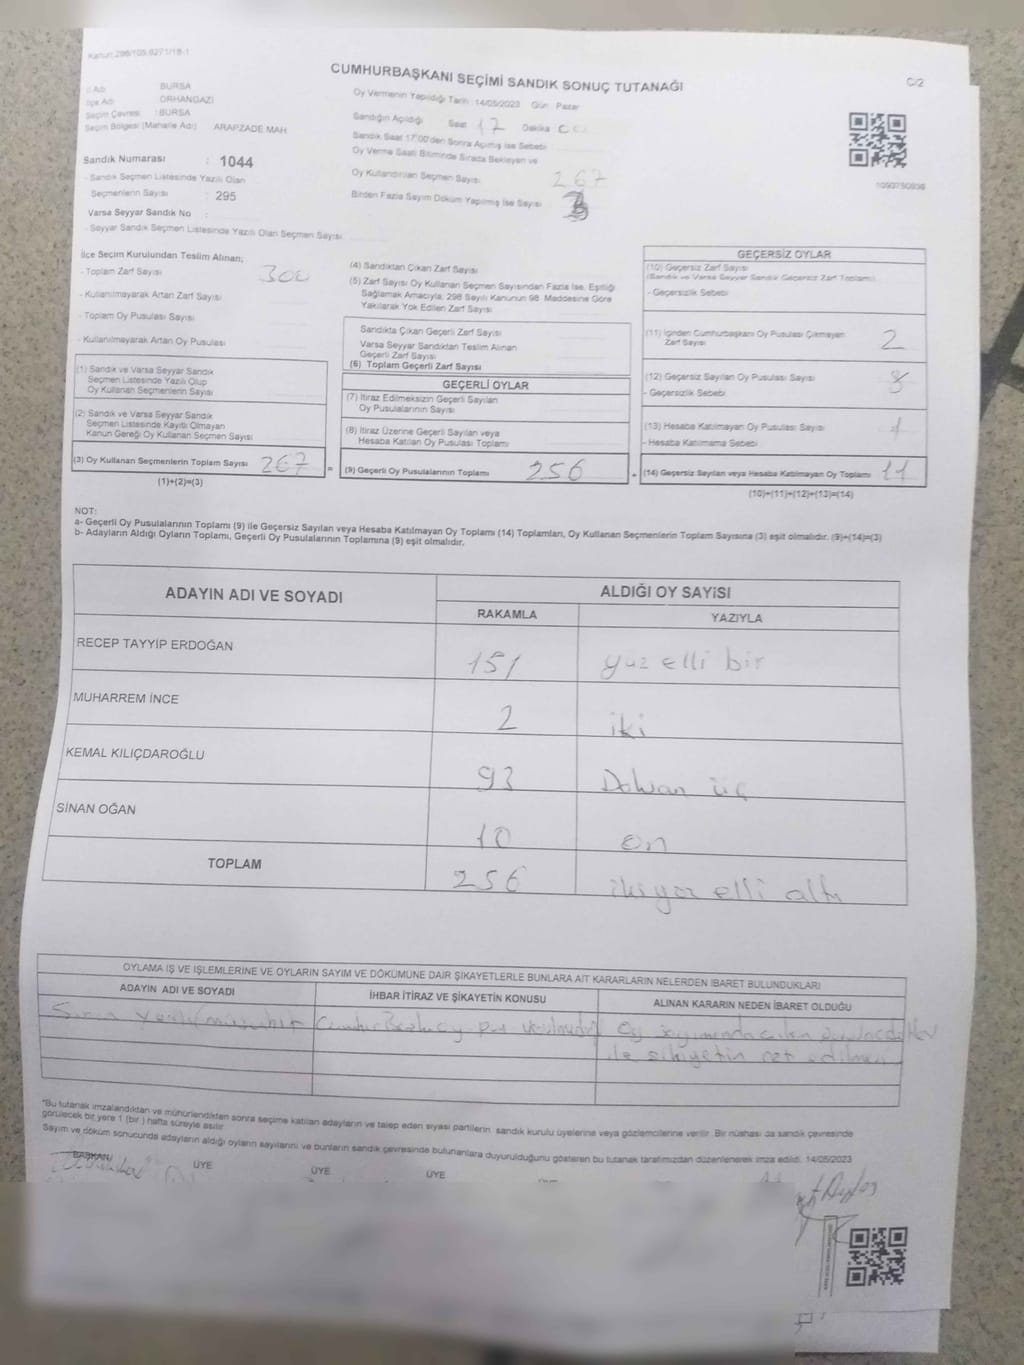 Kanun:298/105.6271/18-1
CUMHURBAŞKANI SEÇİMİ SANDIK SONUÇ TUTANAĞI
C/2
İl Adı BURSA
İlçe Adı ORHANGAZİ
Seçim Çevresi : BURSA
Seçim Bölgesi (Mahalle Adı) ARAPZADE MAH
Sandık Numarası : 1044
- Sandık Seçmen Listesinde Yazılı Olan
Seçmenlerin Sayısı : 295
Varsa Seyyar Sandık No :
- Seyyar Sandık Seçmen Listesinde Yazılı Olan Seçmen Sayısı
Oy Vermenin Yapıldığı Tarih : 14/05/2023 Gün : Pazar
Sandığın Açıldığı Saat 17 Dakika
Sandık Saat 17:00'den Sonra Açılmış İse Sebebi
Oy Verme Saati Bitiminde Sırada Bekleyen ve
Oy Kullandırılan Seçmen Sayısı 267
Birden Fazla Sayım Döküm Yapılmış İse Sayısı
1093750938
İlçe Seçim Kurulundan Teslim Alınan;
- Toplam Zarf Sayısı 300
- Kullanılmayarak Artan Zarf Sayısı
- Toplam Oy Pusulası Sayısı
- Kullanılmayarak Artan Oy Pusulası
(1) Sandık ve Varsa Seyyar Sandık
Seçmen Listesinde Yazılı Olup
Oy Kullanan Seçmenlerin Sayısı
(2) Sandık ve Varsa Seyyar Sandık
Seçmen Listesinde Kayıtlı Olmayan
Kanun Gereği Oy Kullanan Seçmen Sayısı
(3) Oy Kullanan Seçmenlerin Toplam Sayısı 267 =
(1)+(2)=(3)
(4) Sandıktan Çıkan Zarf Sayısı
(5) Zarf Sayısı Oy Kullanan Seçmen Sayısından Fazla İse, Eşitliği
Sağlamak Amacıyla, 298 Sayılı Kanunun 98. Maddesine Göre
Yakılarak Yok Edilen Zarf Sayısı
Sandıkta Çıkan Geçerli Zarf Sayısı
Varsa Seyyar Sandıktan Teslim Alınan
Geçerli Zarf Sayısı
(6) Toplam Geçerli Zarf Sayısı
GEÇERLİ OYLAR
(7) İtiraz Edilmeksizin Geçerli Sayılan
Oy Pusulalarının Sayısı
(8) İtiraz Üzerine Geçerli Sayılan veya
Hesaba Katılan Oy Pusulası Toplamı
(9) Geçerli Oy Pusulalarının Toplamı 256 +
GEÇERSİZ OYLAR
(10) Geçersiz Zarf Sayısı
(Sandık ve Varsa Seyyar Sandık Geçersiz Zarf Toplamı)
- Geçersizlik Sebebi
(11) İçinden Cumhurbaşkanı Oy Pusulası Çıkmayan
Zarf Sayısı 2
(12) Geçersiz Sayılan Oy Pusulası Sayısı 8
- Geçersizlik Sebebi
(13) Hesaba Katılmayan Oy Pusulası Sayısı 1
- Hesaba Katılmama Sebebi
(14) Geçersiz Sayılan veya Hesaba Katılmayan Oy Toplamı 11
(10)+(11)+(12)+(13)=(14)
NOT:
a- Geçerli Oy Pusulalarının Toplamı (9) ile Geçersiz Sayılan veya Hesaba Katılmayan Oy Toplamı (14) Toplamları, Oy Kullanan Seçmenlerin Toplam Sayısına (3) eşit olmalıdır. (9)+(14)=(3)
b- Adayların Aldığı Oyların Toplamı, Geçerli Oy Pusulalarının Toplamına (9) eşit olmalıdır.
ADAYIN ADI VE SOYADI ALDIĞI OY SAYISI
RAKAMLA YAZIYLA
RECEP TAYYİP ERDOĞAN 151 yüz elli bir
MUHARREM İNCE 2 iki
KEMAL KILIÇDAROĞLU 93 Doksan üç
SİNAN OĞAN 10 on
TOPLAM 256 iki yüz elli altı
OYLAMA İŞ VE İŞLEMLERİNE VE OYLARIN SAYIM VE DÖKÜMÜNE DAİR ŞİKAYETLERLE BUNLARA AİT KARARLARIN NELERDEN İBARET BULUNDUKLARI
ADAYIN ADI VE SOYADI İHBAR İTİRAZ VE ŞİKAYETİN KONUSU ALINAN KARARIN NEDEN İBARET OLDUĞU
ile şikiyetin ret edilmesi
*Bu tutanak imzalandıktan ve mühürlendikten sonra seçime katılan adayların ve talep eden siyasi partilerin sandık kurulu üyelerine veya gözlemcilerine verilir. Bir nüshası da sandık çevresinde
görülecek bir yere 1 (bir) hafta süreyle asılır.
Sayım ve döküm sonucunda adayların aldığı oyların sayılarını ve bunların sandık çevresinde bulunanlara duyurulduğunu gösteren bu tutanak tarafımızdan düzenlenerek imza edildi. 14/05/2023
BAŞKAN ÜYE ÜYE ÜYE